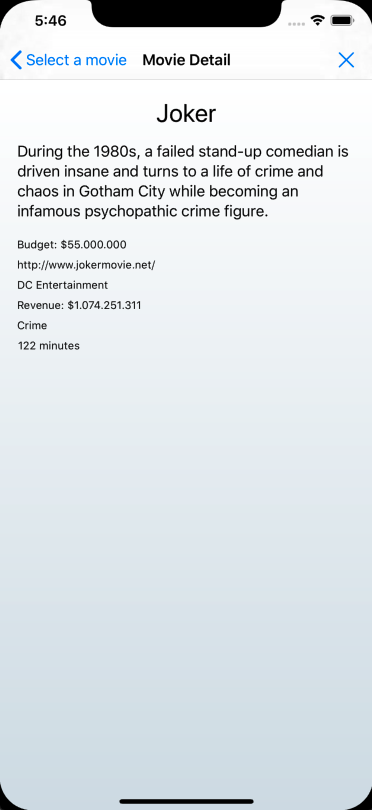 5:46
Select a movie Movie Detail
Joker
During the 1980s, a failed stand-up comedian is
driven insane and turns to a life of crime and
chaos in Gotham City while becoming an
infamous psychopathic crime figure.
Budget: $55.000.000
http://www.jokermovie.net/
DC Entertainment
Revenue: $1.074.251.311
Crime
122 minutes